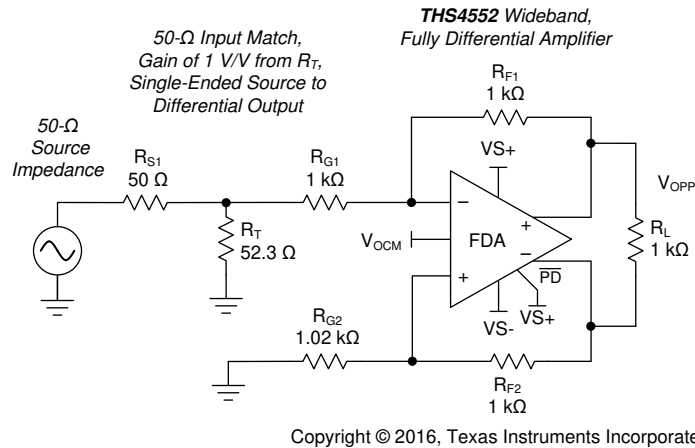 THS4552 Wideband,
Fully Differential Amplifier
50-Ω Input Match,
Gain of 1 V/V from RT,
Single-Ended Source to
Differential Output
50-Ω
Source
Impedance
RS1
50 Ω
RG1
1 kΩ
RF1
1 kΩ
VS+
VOPP
RT
52.3 Ω
VOCM
−
+
FDA
+
−
PD
RL
1 kΩ
VS-
VS+
RG2
1.02 kΩ
RF2
1 kΩ
Copyright © 2016, Texas Instruments Incorporate